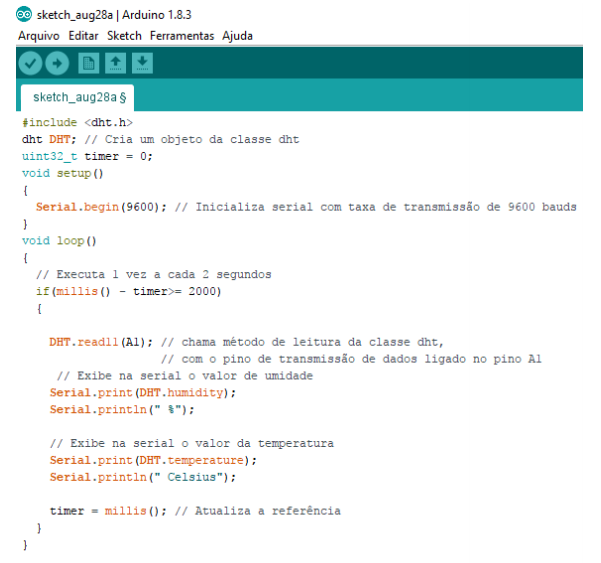 sketch_aug28a | Arduino 1.8.3
Arquivo Editar Sketch Ferramentas Ajuda
sketch_aug28a §
#include <dht.h>
dht DHT; // Cria um objeto da classe dht
uint32_t timer = 0;
void setup()
{
  Serial.begin(9600); // Inicializa serial com taxa de transmissão de 9600 bauds
}
void loop()
{
  // Executa 1 vez a cada 2 segundos
  if(millis() - timer>= 2000)
  {
    DHT.read11(A1); // chama método de leitura da classe dht,
                    // com o pino de transmissão de dados ligado no pino A1
     // Exibe na serial o valor de umidade
    Serial.print(DHT.humidity);
    Serial.println(" %");
    // Exibe na serial o valor da temperatura
    Serial.print(DHT.temperature);
    Serial.println(" Celsius");
    timer = millis(); // Atualiza a referência
  }
}